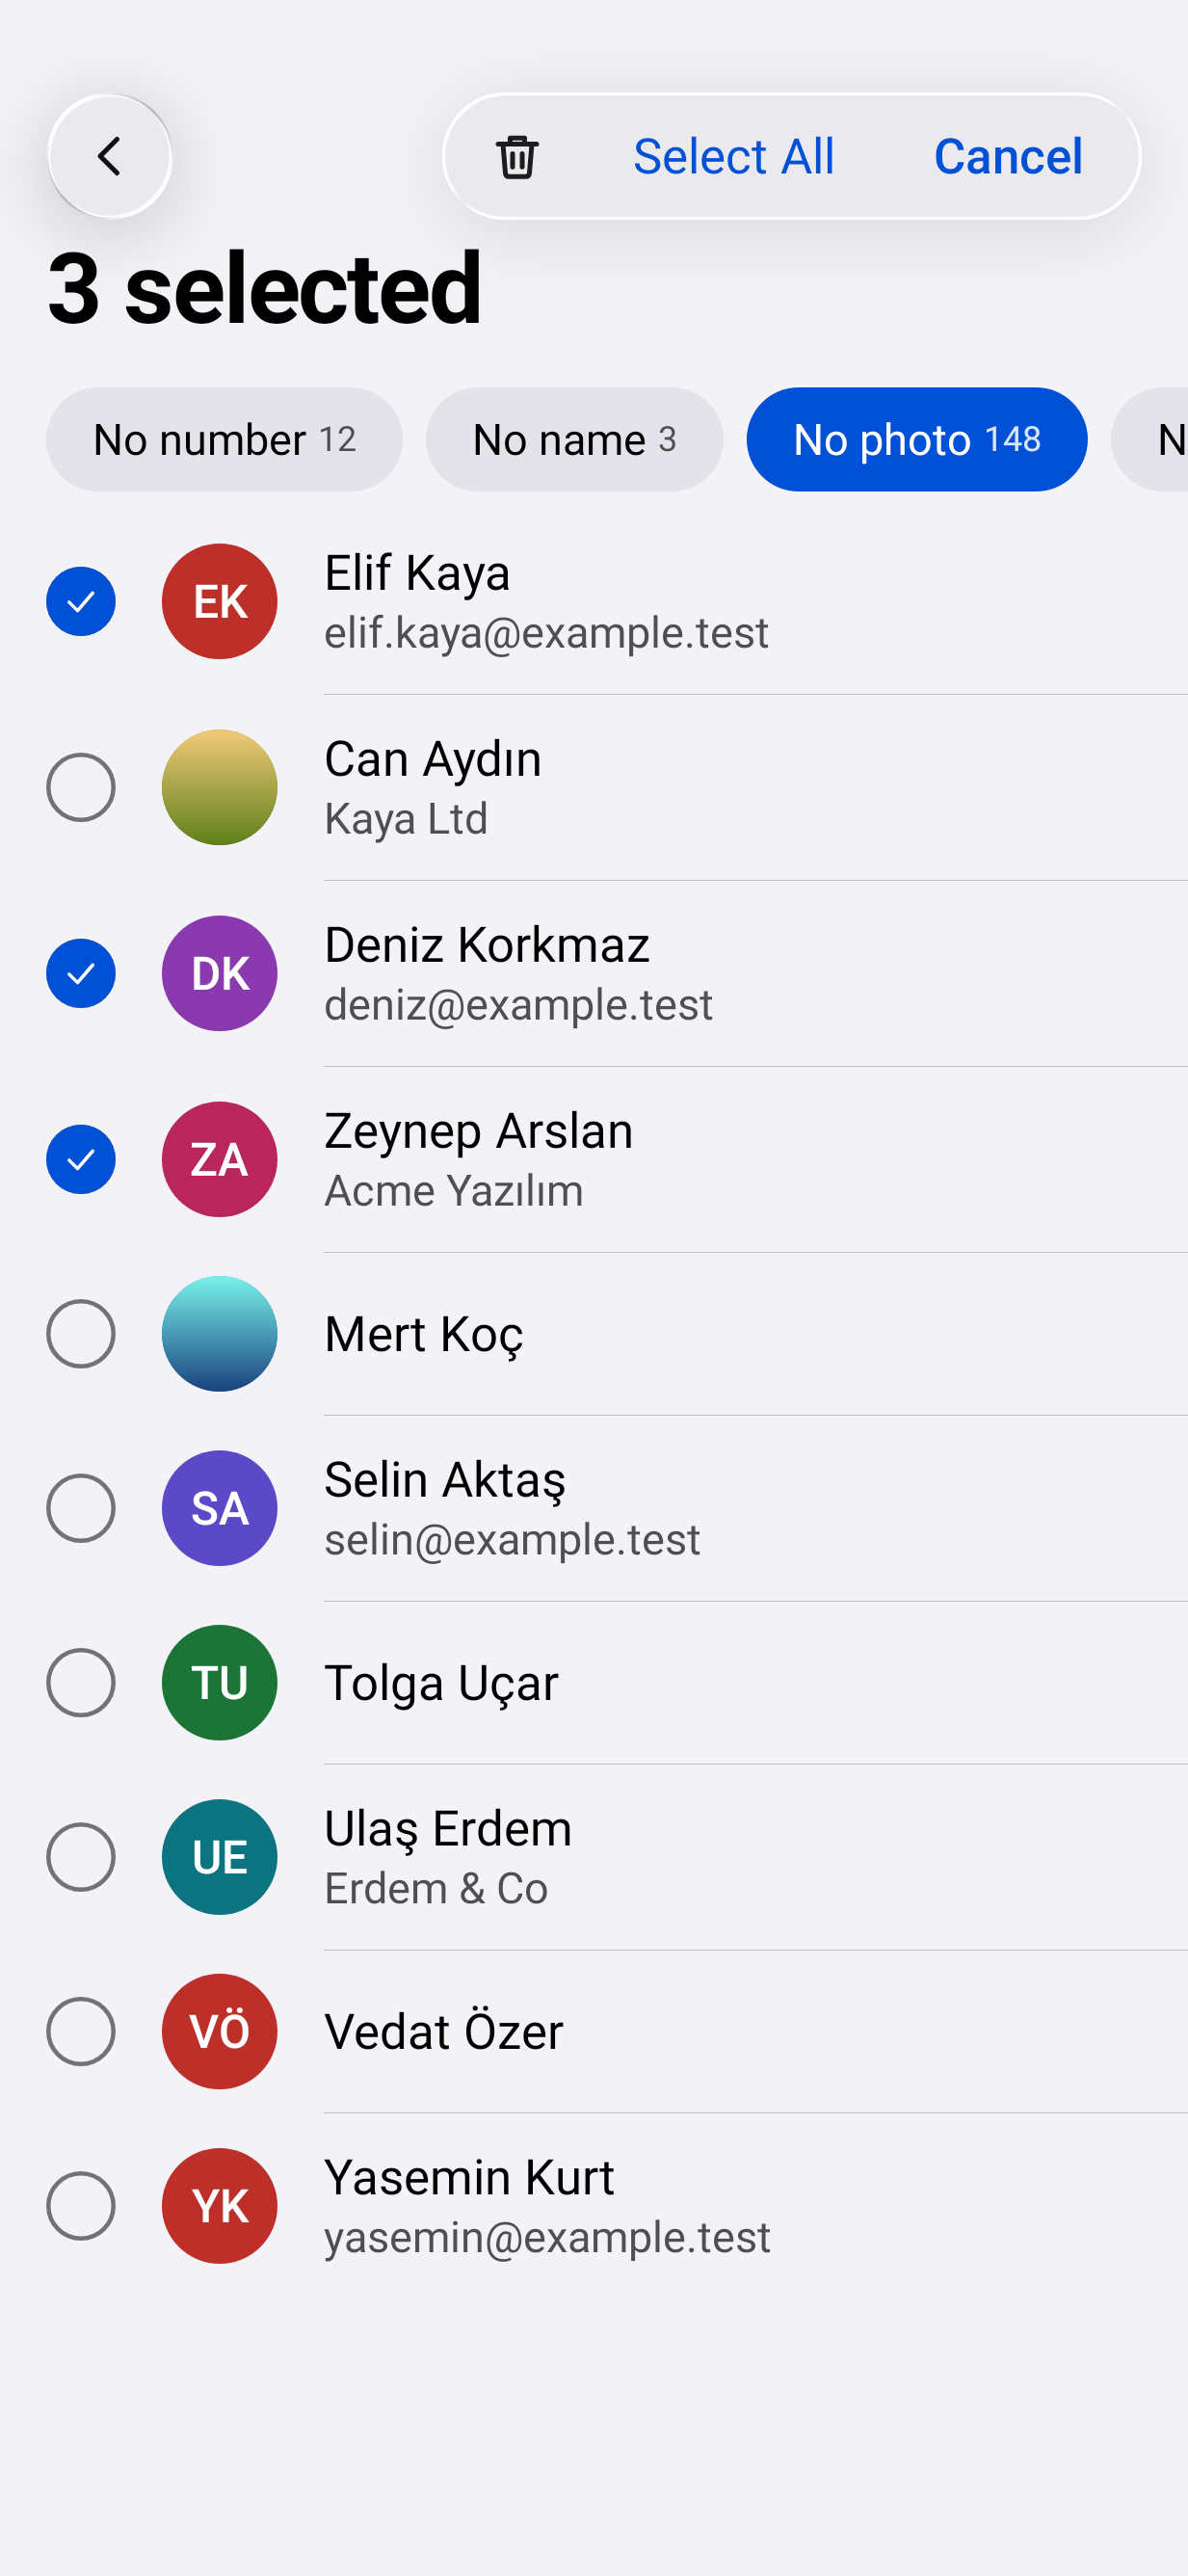 Select All Cancel
3 selected
No number 12 No name 3 No photo 148 N
EK
Elif Kaya
elif.kaya@example.test
Can Aydın
Kaya Ltd
DK
Deniz Korkmaz
deniz@example.test
ZA
Zeynep Arslan
Acme Yazılım
Mert Koç
SA
Selin Aktaş
selin@example.test
TU
Tolga Uçar
UE
Ulaş Erdem
Erdem & Co
VÖ
Vedat Özer
YK
Yasemin Kurt
yasemin@example.test